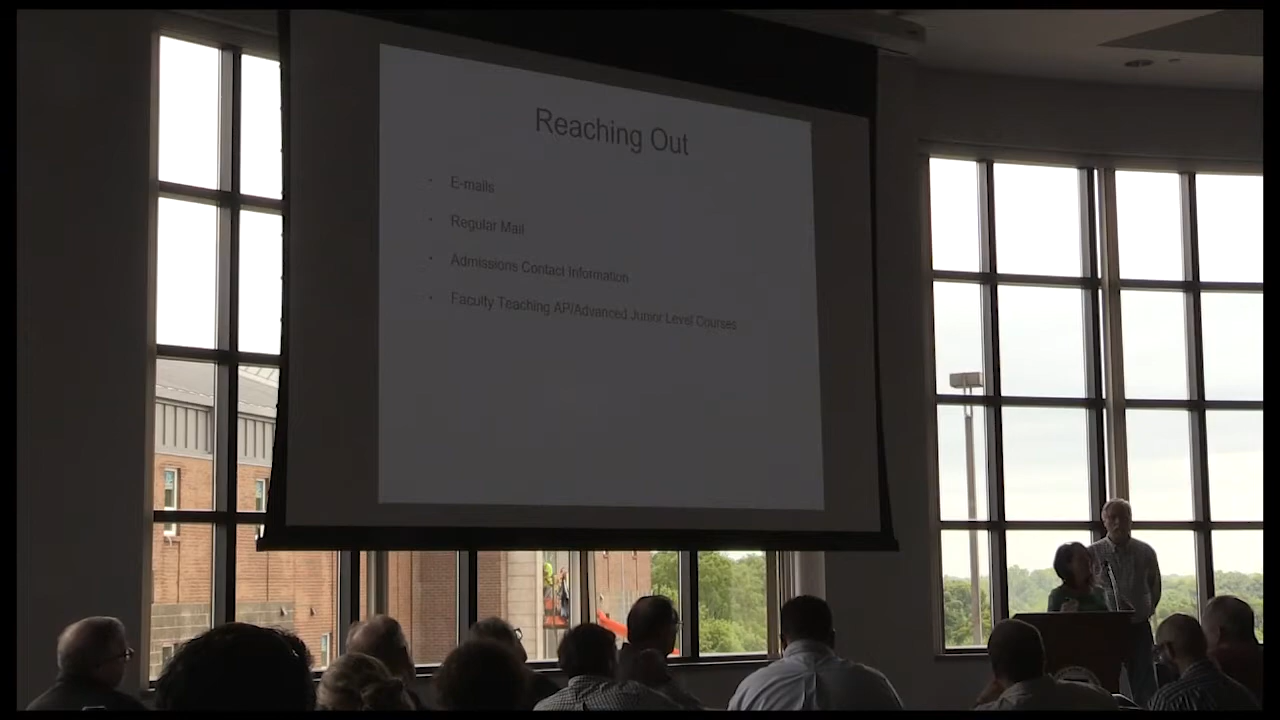 Reaching Out
· E-mails
· Regular Mail
· Admissions Contact Information
· Faculty Teaching AP/Advanced Junior Level Courses